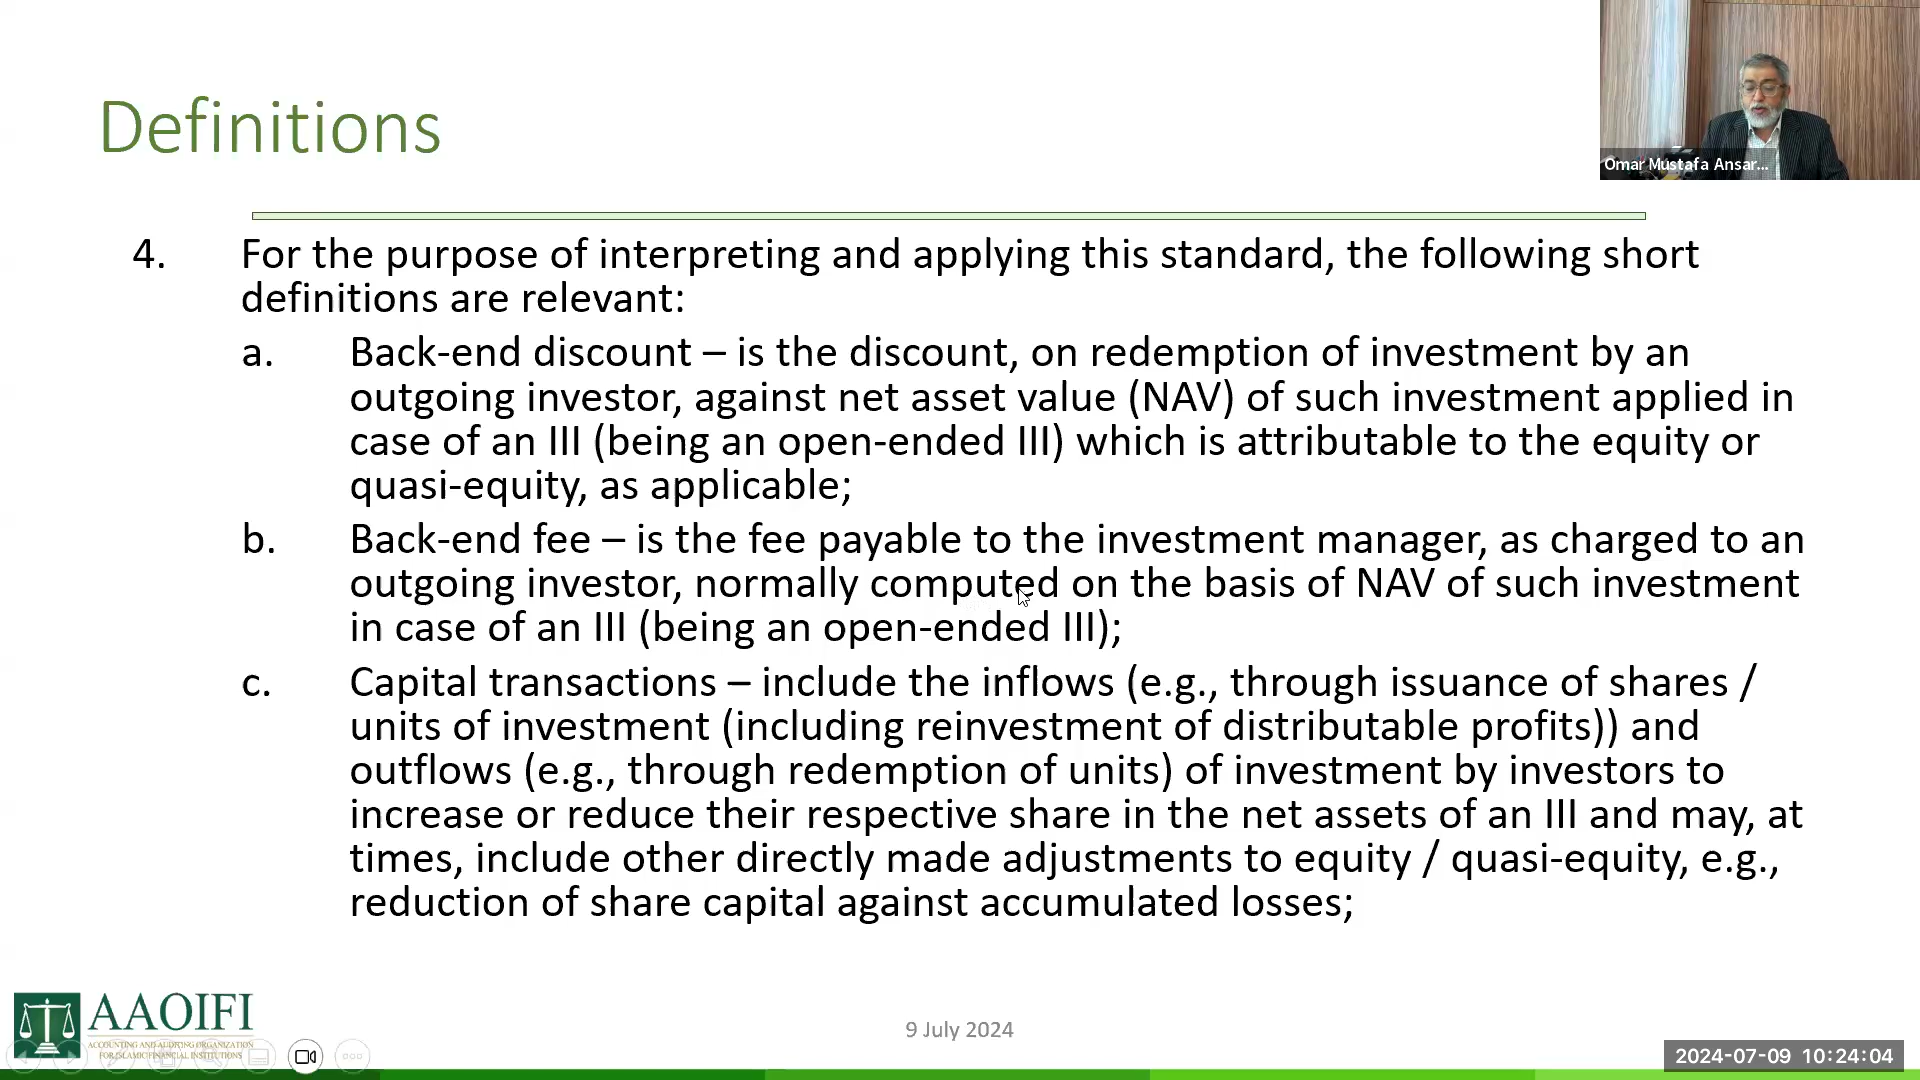 Definitions
Omar Mustafa Ansar...
4. For the purpose of interpreting and applying this standard, the following short
definitions are relevant:
a. Back-end discount – is the discount, on redemption of investment by an
outgoing investor, against net asset value (NAV) of such investment applied in
case of an III (being an open-ended III) which is attributable to the equity or
quasi-equity, as applicable;
b. Back-end fee – is the fee payable to the investment manager, as charged to an
outgoing investor, normally computed on the basis of NAV of such investment
in case of an III (being an open-ended III);
c. Capital transactions – include the inflows (e.g., through issuance of shares /
units of investment (including reinvestment of distributable profits)) and
outflows (e.g., through redemption of units) of investment by investors to
increase or reduce their respective share in the net assets of an III and may, at
times, include other directly made adjustments to equity / quasi-equity, e.g.,
reduction of share capital against accumulated losses;
AAOIFI
ACCOUNTING AND AUDITING ORGANIZATION
FOR ISLAMIC FINANCIAL INSTITUTIONS
9 July 2024
2024-07-09 10:24:04